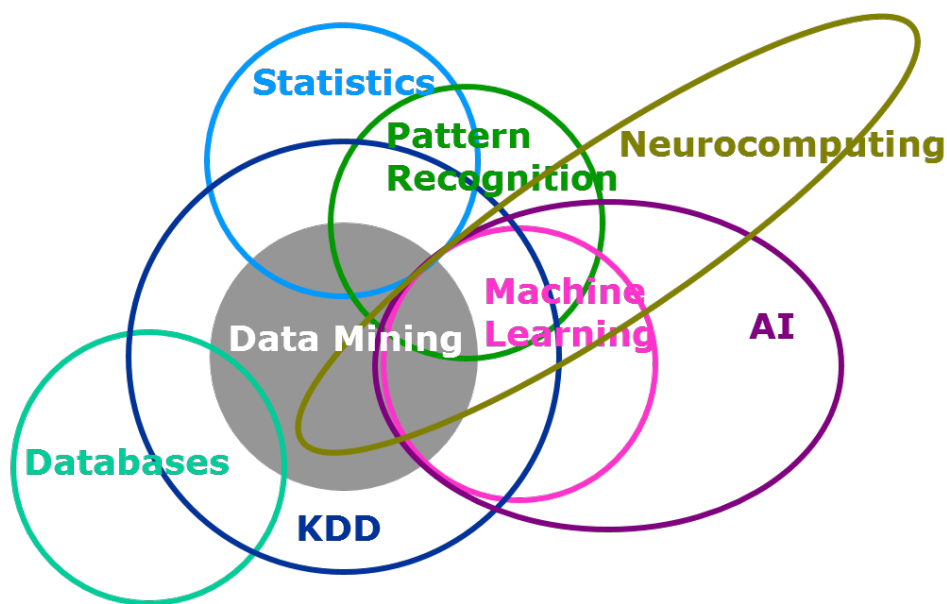 Statistics
Pattern
Recognition
Neurocomputing
Machine
Learning
AI
Data Mining
Databases
KDD